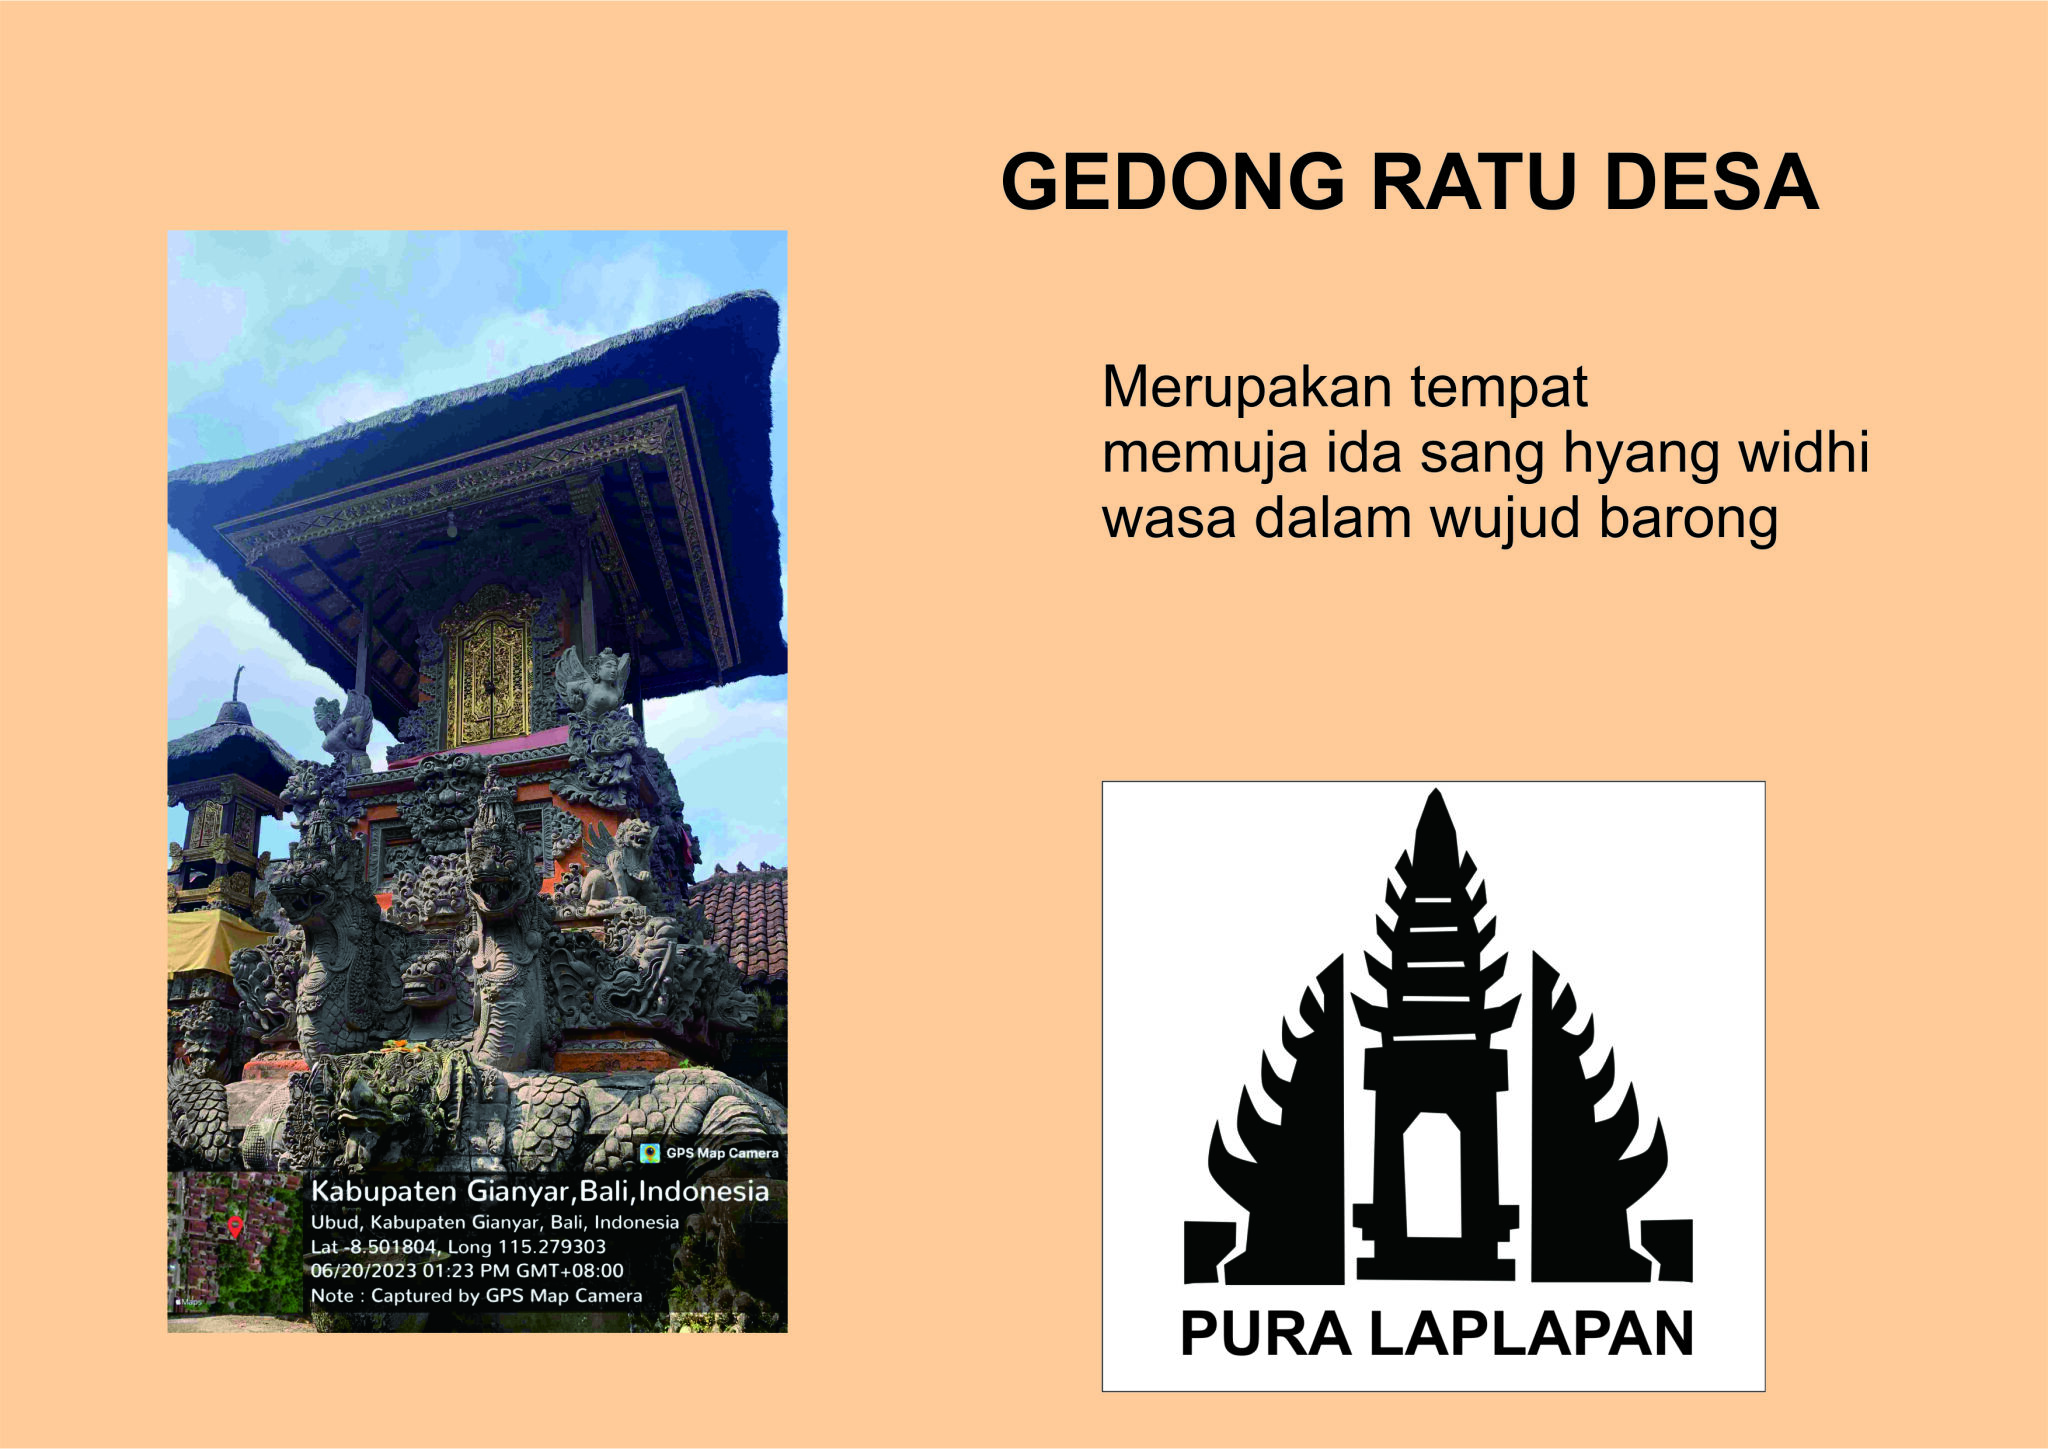 GEDONG RATU DESA
Merupakan tempat
memuja ida sang hyang widhi
wasa dalam wujud barong
GPS Map Camera
Kabupaten Gianyar,Bali,Indonesia
Ubud, Kabupaten Gianyar, Bali, Indonesia
Lat -8.501804, Long 115.279303
06/20/2023 01:23 PM GMT+08:00
Note : Captured by GPS Map Camera
Maps
PURA LAPLAPAN